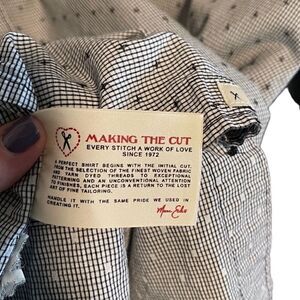 MAKING THE CUT
EVERY STITCH A WORK OF LOVE
SINCE 1972
A PERFECT SHIRT BEGINS WITH THE INITIAL CUT.
FROM THE SELECTION OF THE FINEST WOVEN FABRIC
AND YARN DYED THREADS TO EXCEPTIONAL
PATTERNING AND AN UNCONVENTIONAL ATTENTION
TO FINISHES, EACH PIECE IS A RETURN TO THE LOST
ART OF FINE TAILORING.
HANDLE IT WITH THE SAME PRIDE WE USED IN
CREATING IT.
Marc Ecko